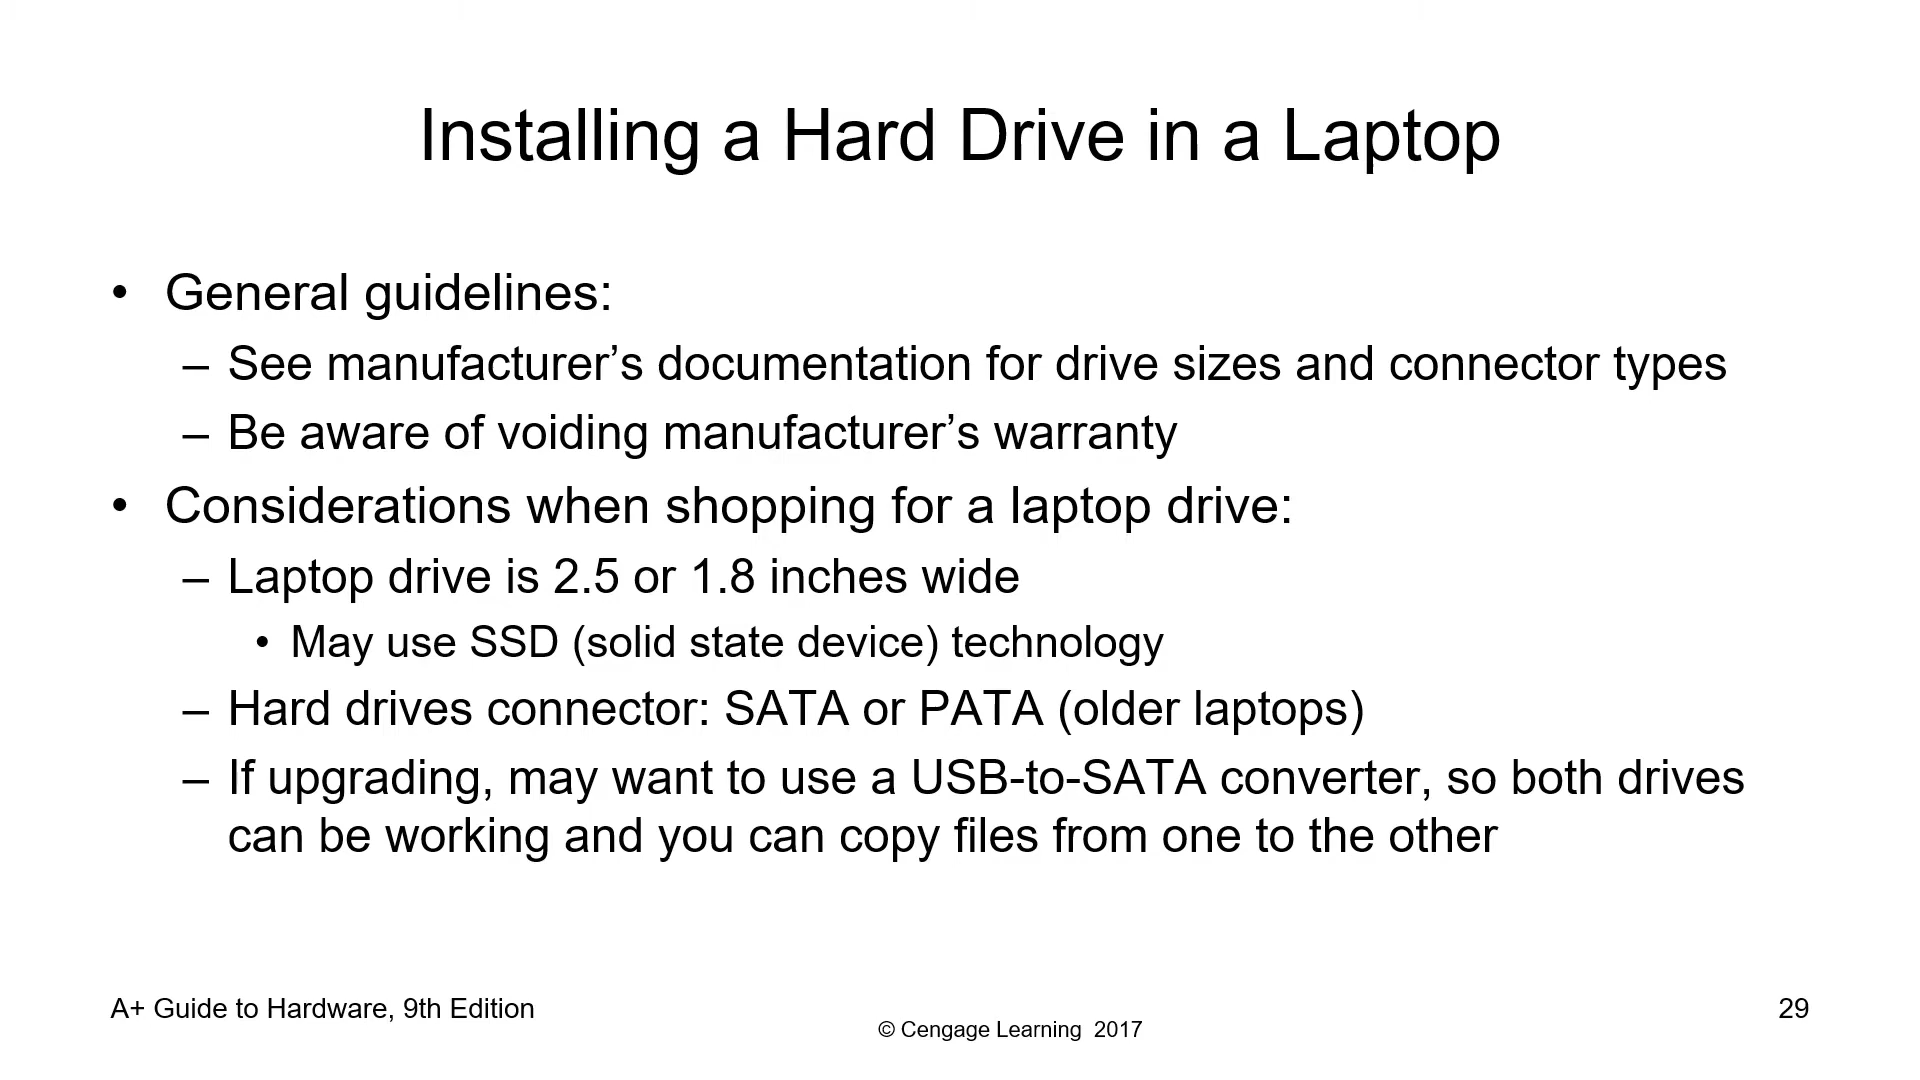 Installing a Hard Drive in a Laptop
• General guidelines:
– See manufacturer’s documentation for drive sizes and connector types
– Be aware of voiding manufacturer’s warranty
• Considerations when shopping for a laptop drive:
– Laptop drive is 2.5 or 1.8 inches wide
• May use SSD (solid state device) technology
– Hard drives connector: SATA or PATA (older laptops)
– If upgrading, may want to use a USB-to-SATA converter, so both drives
can be working and you can copy files from one to the other
A+ Guide to Hardware, 9th Edition
© Cengage Learning 2017
29